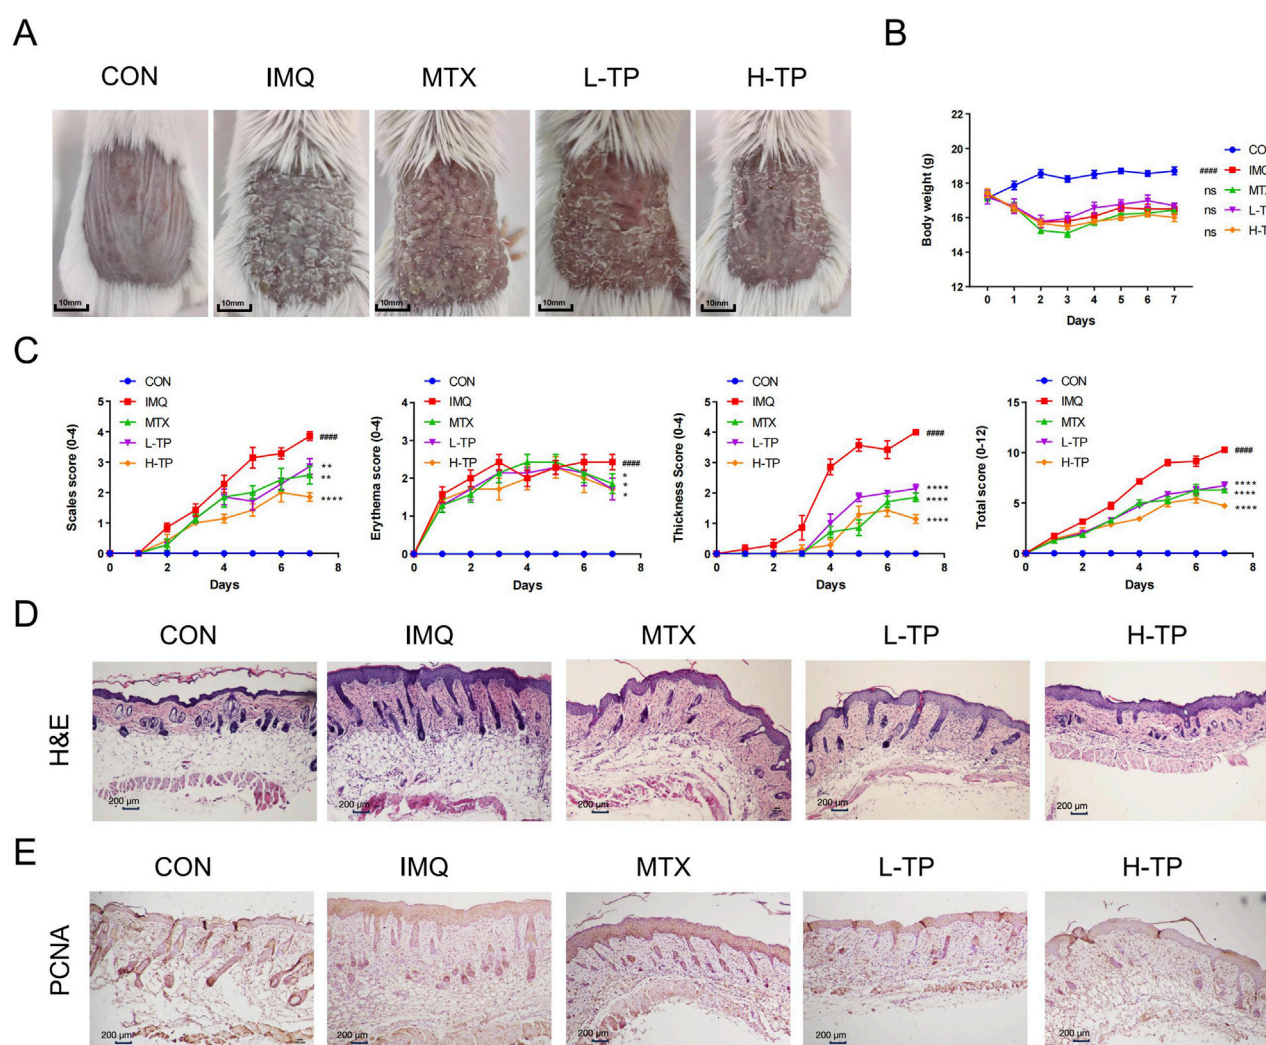 A
CON IMQ MTX L-TP H-TP
10mm 10mm 10mm 10mm 10mm
B
Body weight (g)
22
20
18
16
14
12
0 1 2 3 4 5 6 7
Days
CO
#### IMQ
ns MT
ns L-T
ns H-T
C
CON
IMQ
MTX
L-TP
H-TP
Scales score (0-4)
5
4
3
2
1
0
0 2 4 6 8
Days
####
**
**
****
CON
IMQ
MTX
L-TP
H-TP
Erythema score (0-4)
4
3
2
1
0
0 2 4 6 8
Days
####
*
*
*
CON
IMQ
MTX
L-TP
H-TP
Thickness Score (0-4)
5
4
3
2
1
0
0 2 4 6 8
Days
####
****
****
****
CON
IMQ
MTX
L-TP
H-TP
Total score (0-12)
15
10
5
0
0 2 4 6 8
Days
####
****
****
****
D
CON IMQ MTX L-TP H-TP
H&E
200 μm 200 μm 200 μm 200 μm 200 μm
E
CON IMQ MTX L-TP H-TP
PCNA
200 μm 200 μm 200 μm 200 μm 200 μm